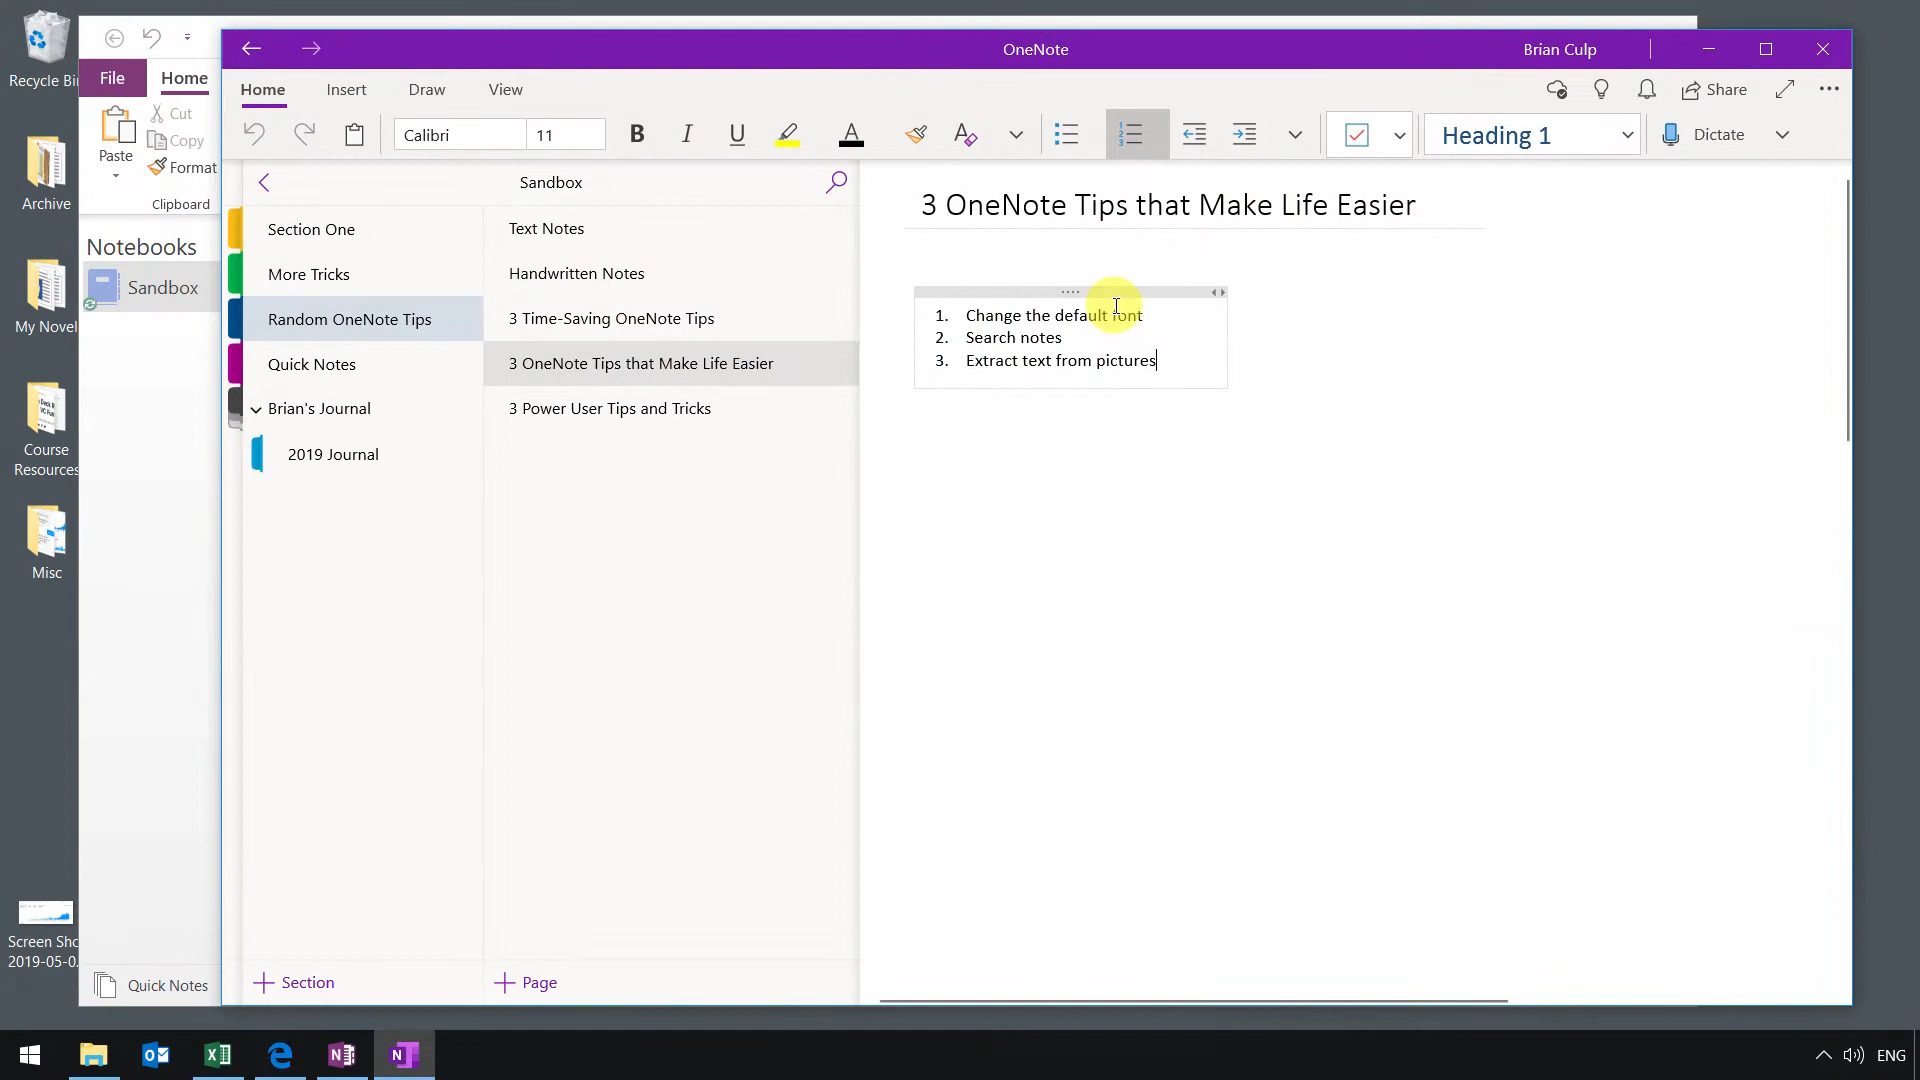 Recycle Bi
Archive
My Novel
Course
Resources
Misc
Screen Sho
2019-05-0.
File
Home
Cut
Copy
Paste
Format
Clipboard
Notebooks
Sandbox
Quick Notes
OneNote
Brian Culp
Home
Insert
Draw
View
Share
Calibri
11
B
I
U
A
A
Heading 1
Dictate
Sandbox
Section One
More Tricks
Random OneNote Tips
Quick Notes
Brian's Journal
2019 Journal
Section
Text Notes
Handwritten Notes
3 Time-Saving OneNote Tips
3 OneNote Tips that Make Life Easier
3 Power User Tips and Tricks
Page
3 OneNote Tips that Make Life Easier
1. Change the default font
2. Search notes
3. Extract text from pictures
ENG